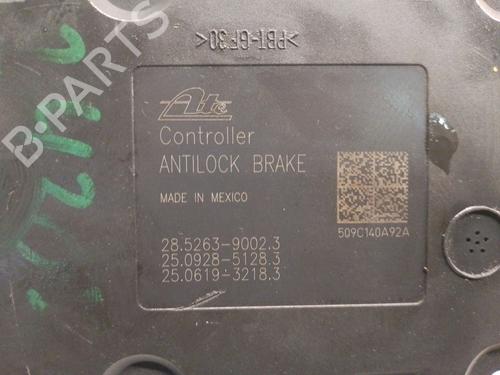 >PBT-GF30<
Ate
Controller
ANTILOCK BRAKE
MADE IN MEXICO
509C140A92A
28.5263-9002.3
25.0928-5128.3
25.0619-3218.3
B-PARTS